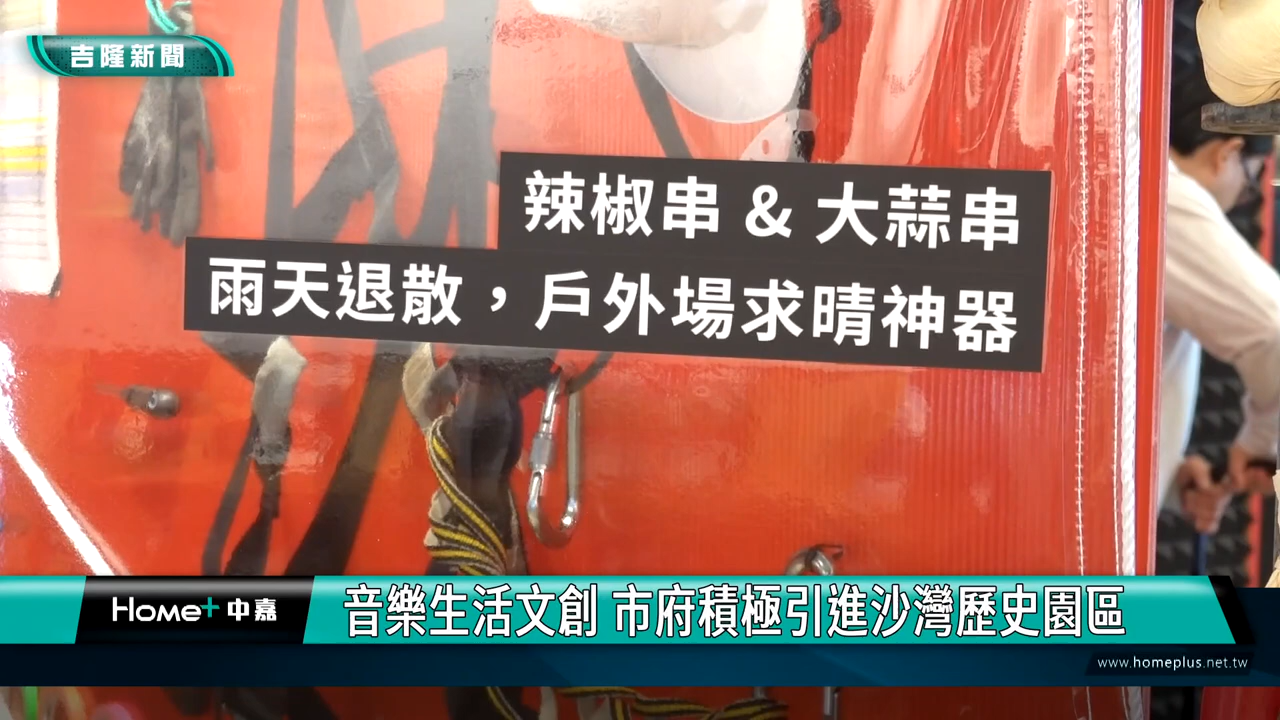 吉隆新聞
辣椒串 & 大蒜串
雨天退散，戶外場求晴神器
Home+ 中嘉
音樂生活文創 市府積極引進沙灣歷史園區
www.homeplus.net.tw